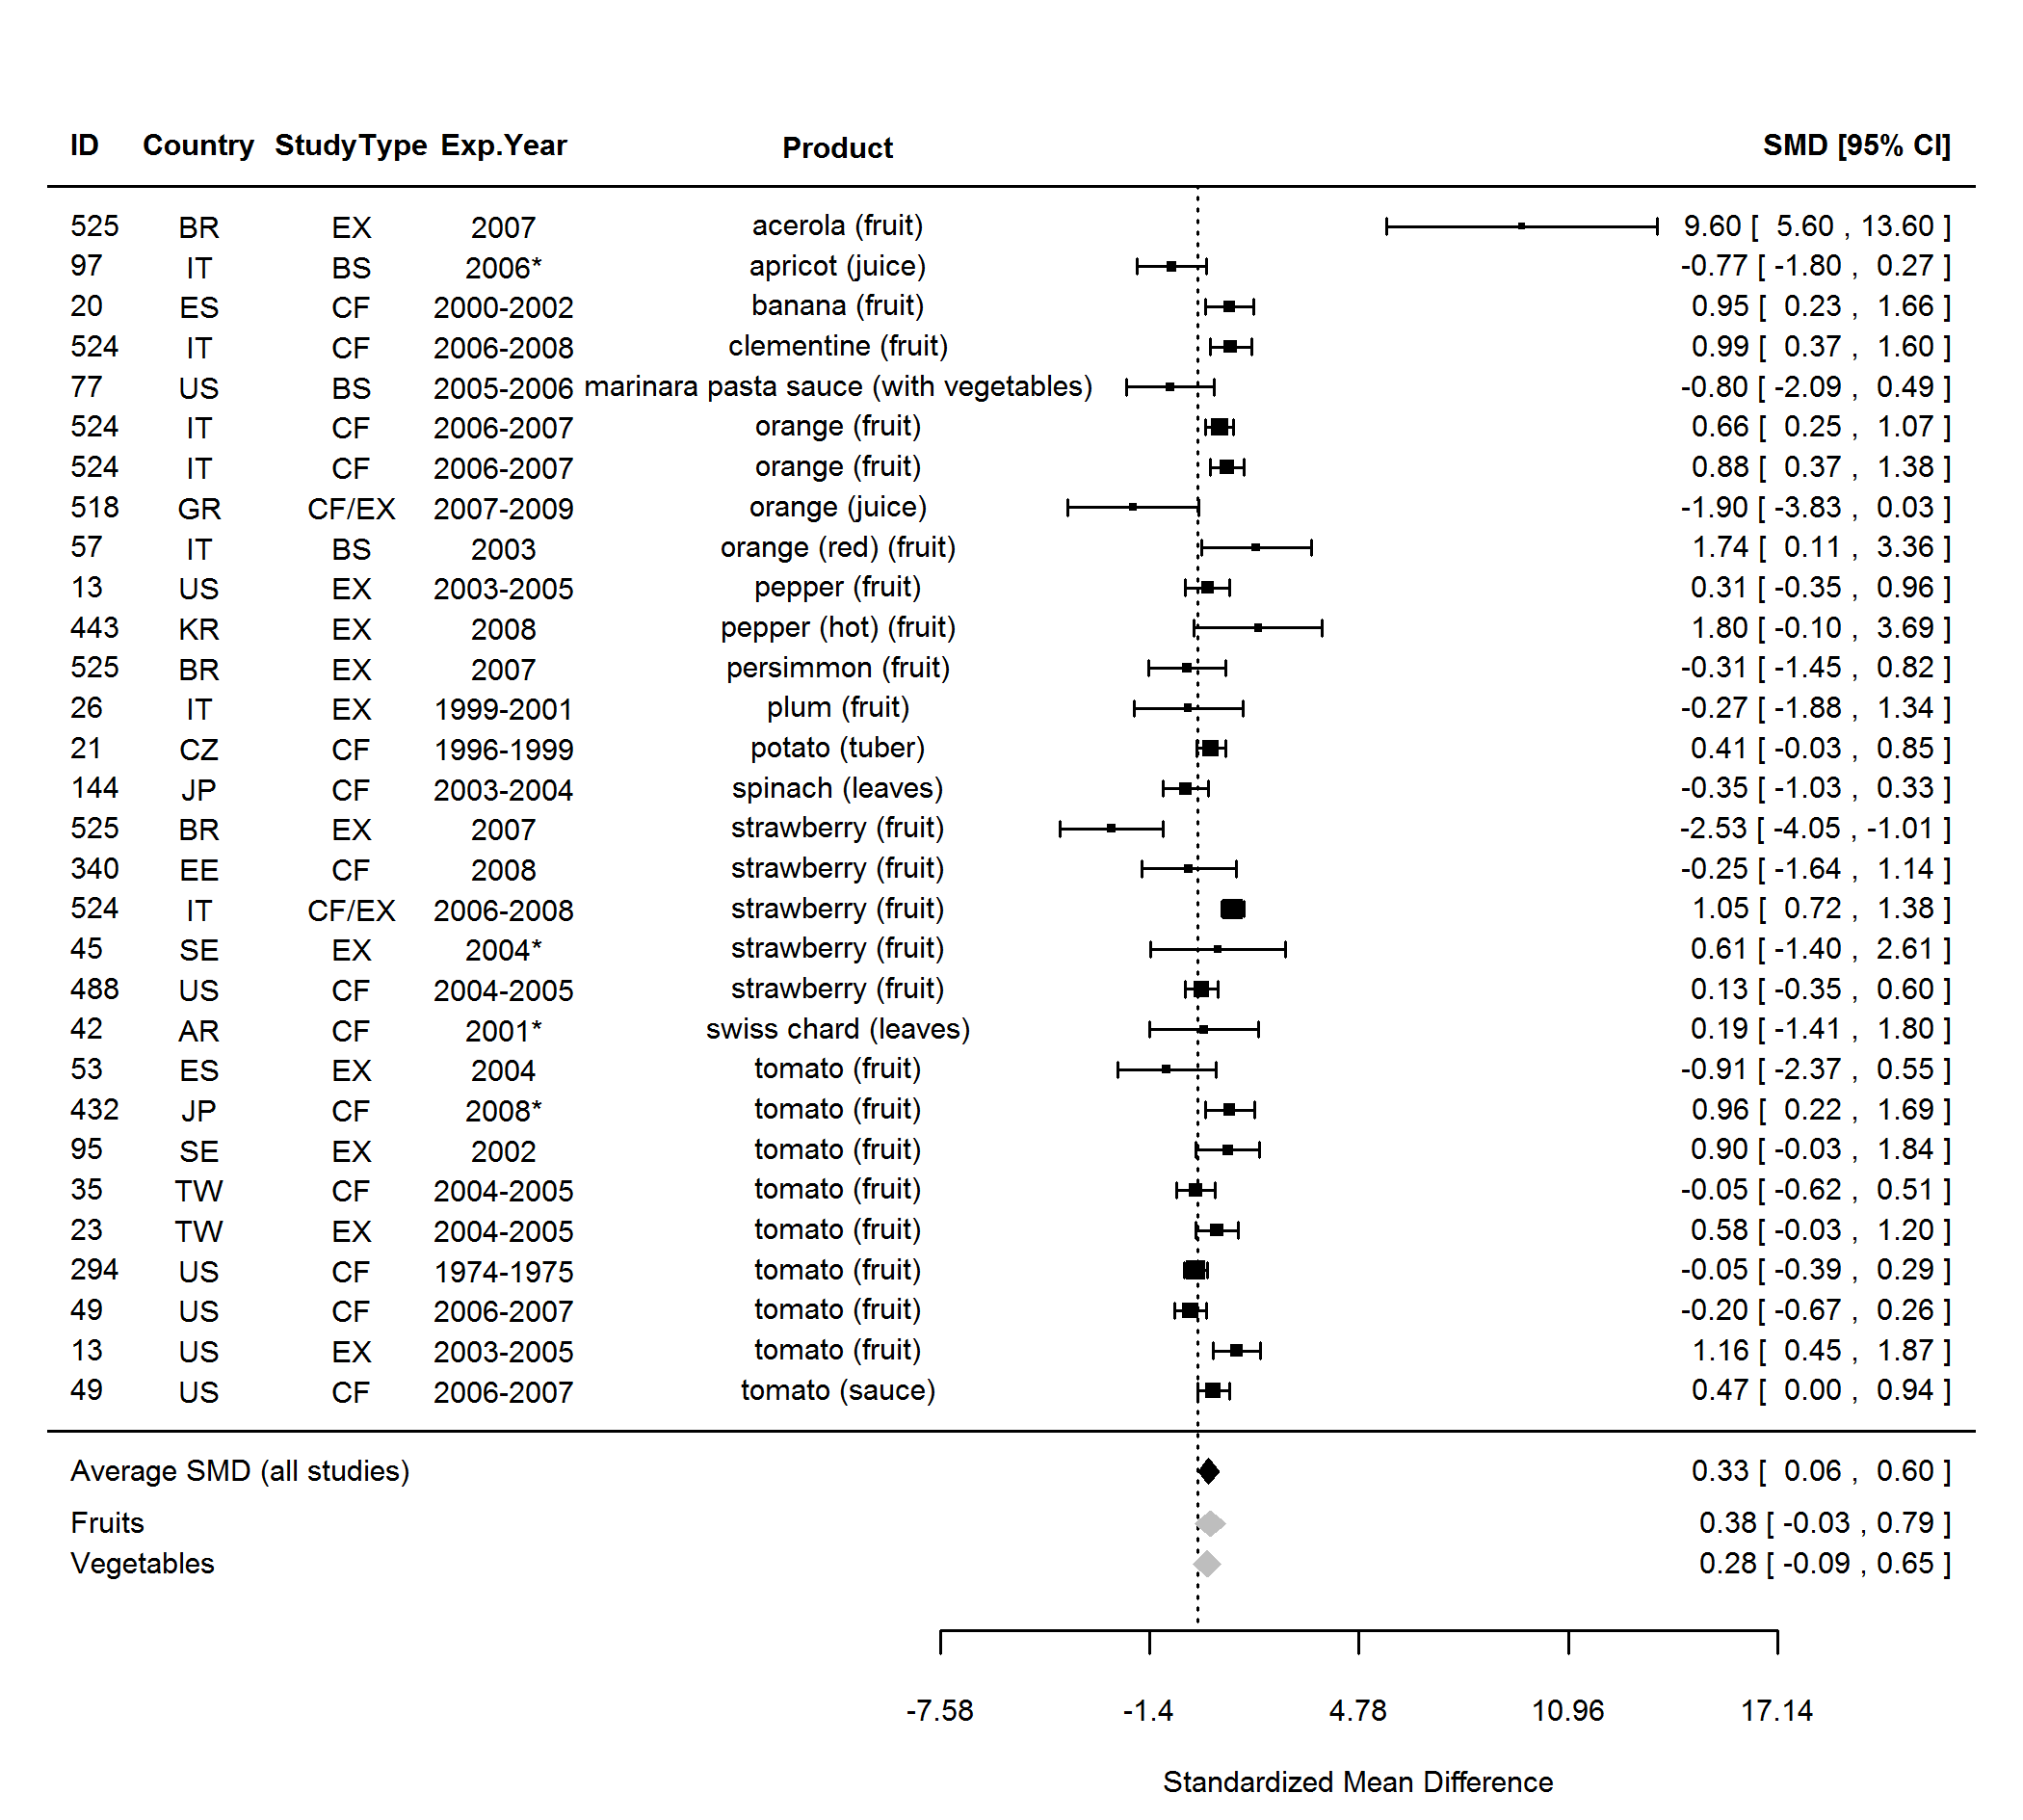 ID Country StudyType Exp.Year Product SMD [95% CI]
525 BR EX 2007 acerola (fruit) 9.60 [ 5.60 , 13.60 ]
97 IT BS 2006* apricot (juice) -0.77 [ -1.80 , 0.27 ]
20 ES CF 2000-2002 banana (fruit) 0.95 [ 0.23 , 1.66 ]
524 IT CF 2006-2008 clementine (fruit) 0.99 [ 0.37 , 1.60 ]
77 US BS 2005-2006 marinara pasta sauce (with vegetables) -0.80 [ -2.09 , 0.49 ]
524 IT CF 2006-2007 orange (fruit) 0.66 [ 0.25 , 1.07 ]
524 IT CF 2006-2007 orange (fruit) 0.88 [ 0.37 , 1.38 ]
518 GR CF/EX 2007-2009 orange (juice) -1.90 [ -3.83 , 0.03 ]
57 IT BS 2003 orange (red) (fruit) 1.74 [ 0.11 , 3.36 ]
13 US EX 2003-2005 pepper (fruit) 0.31 [ -0.35 , 0.96 ]
443 KR EX 2008 pepper (hot) (fruit) 1.80 [ -0.10 , 3.69 ]
525 BR EX 2007 persimmon (fruit) -0.31 [ -1.45 , 0.82 ]
26 IT EX 1999-2001 plum (fruit) -0.27 [ -1.88 , 1.34 ]
21 CZ CF 1996-1999 potato (tuber) 0.41 [ -0.03 , 0.85 ]
144 JP CF 2003-2004 spinach (leaves) -0.35 [ -1.03 , 0.33 ]
525 BR EX 2007 strawberry (fruit) -2.53 [ -4.05 , -1.01 ]
340 EE CF 2008 strawberry (fruit) -0.25 [ -1.64 , 1.14 ]
524 IT CF/EX 2006-2008 strawberry (fruit) 1.05 [ 0.72 , 1.38 ]
45 SE EX 2004* strawberry (fruit) 0.61 [ -1.40 , 2.61 ]
488 US CF 2004-2005 strawberry (fruit) 0.13 [ -0.35 , 0.60 ]
42 AR CF 2001* swiss chard (leaves) 0.19 [ -1.41 , 1.80 ]
53 ES EX 2004 tomato (fruit) -0.91 [ -2.37 , 0.55 ]
432 JP CF 2008* tomato (fruit) 0.96 [ 0.22 , 1.69 ]
95 SE EX 2002 tomato (fruit) 0.90 [ -0.03 , 1.84 ]
35 TW CF 2004-2005 tomato (fruit) -0.05 [ -0.62 , 0.51 ]
23 TW EX 2004-2005 tomato (fruit) 0.58 [ -0.03 , 1.20 ]
294 US CF 1974-1975 tomato (fruit) -0.05 [ -0.39 , 0.29 ]
49 US CF 2006-2007 tomato (fruit) -0.20 [ -0.67 , 0.26 ]
13 US EX 2003-2005 tomato (fruit) 1.16 [ 0.45 , 1.87 ]
49 US CF 2006-2007 tomato (sauce) 0.47 [ 0.00 , 0.94 ]
Average SMD (all studies) 0.33 [ 0.06 , 0.60 ]
Fruits 0.38 [ -0.03 , 0.79 ]
Vegetables 0.28 [ -0.09 , 0.65 ]
-7.58 -1.4 4.78 10.96 17.14
Standardized Mean Difference